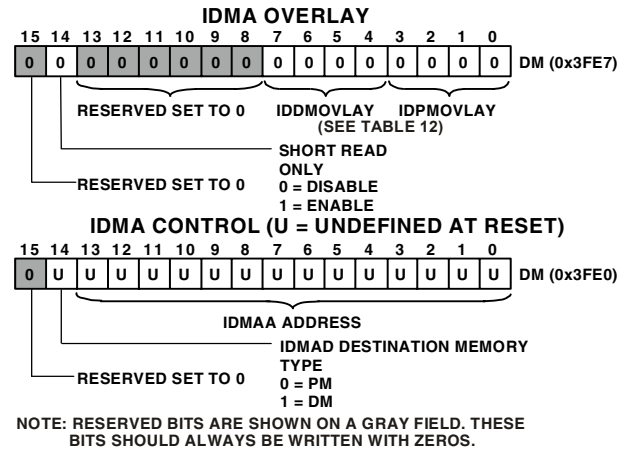 IDMA OVERLAY
15 14 13 12 11 10 9 8 7 6 5 4 3 2 1 0
0 0 0 0 0 0 0 0 0 0 0 0 0 0 0 0 DM (0x3FE7)
RESERVED SET TO 0 IDDMOVLAY IDPMOVLAY
(SEE TABLE 12)
SHORT READ
ONLY
RESERVED SET TO 0 0 = DISABLE
1 = ENABLE
IDMA CONTROL (U = UNDEFINED AT RESET)
15 14 13 12 11 10 9 8 7 6 5 4 3 2 1 0
0 U U U U U U U U U U U U U U U DM (0x3FE0)
IDMAA ADDRESS
IDMAD DESTINATION MEMORY
TYPE
RESERVED SET TO 0 0 = PM
1 = DM
NOTE: RESERVED BITS ARE SHOWN ON A GRAY FIELD. THESE
BITS SHOULD ALWAYS BE WRITTEN WITH ZEROS.